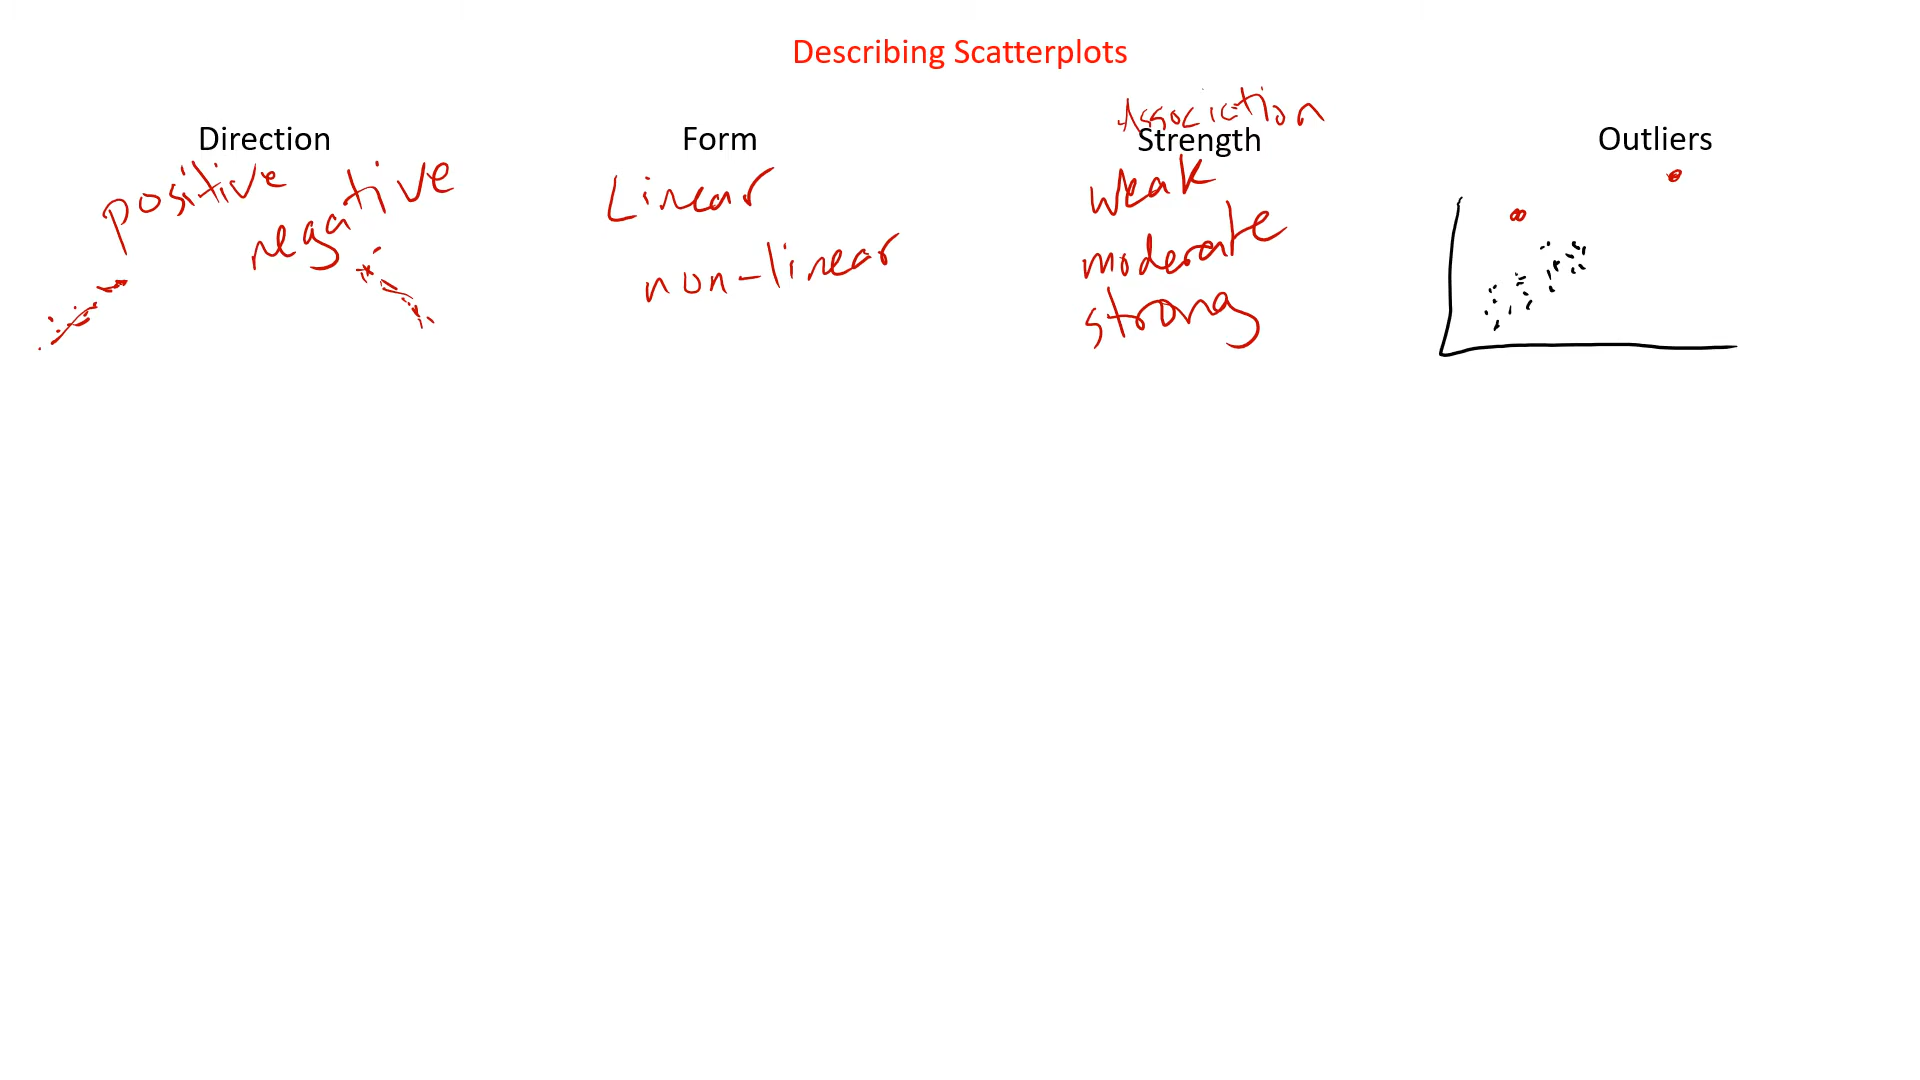 Describing Scatterplots
Direction
positive
negative
Form
Linear
non-linear
Association
Strength
weak
moderate
strong
Outliers